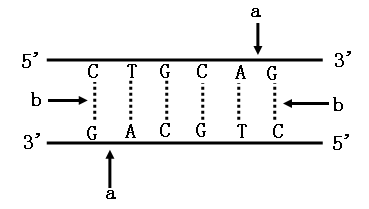 a
5' 3'
C T G C A G
b b
G A C G T C
3' 5'
a